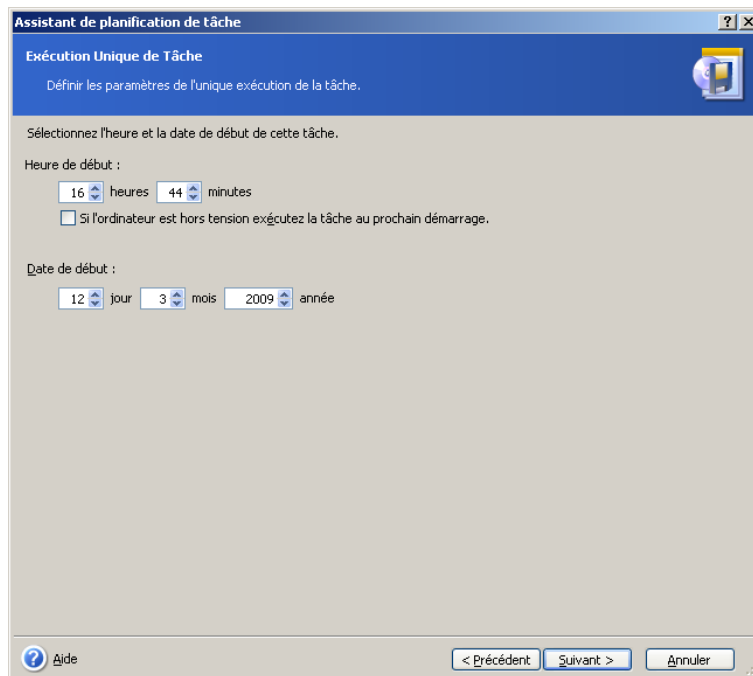 Assistant de planification de tâche
Exécution Unique de Tâche
Définir les paramètres de l'unique exécution de la tâche.
Sélectionnez l'heure et la date de début de cette tâche.
Heure de début :
16 heures 44 minutes
Si l'ordinateur est hors tension exécutez la tâche au prochain démarrage.
Date de début :
12 jour 3 mois 2009 année
Aide < Précédent Suivant > Annuler